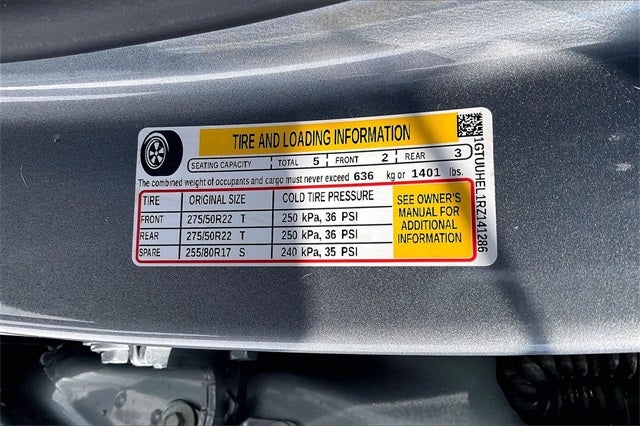 TIRE AND LOADING INFORMATION
SEATING CAPACITY | TOTAL 5 | FRONT 2 | REAR 3
The combined weight of occupants and cargo must never exceed 636 kg or 1401 lbs.
TIRE ORIGINAL SIZE COLD TIRE PRESSURE
FRONT 275/50R22 T 250 kPa, 36 PSI
REAR 275/50R22 T 250 kPa, 36 PSI
SPARE 255/80R17 S 240 kPa, 35 PSI
SEE OWNER'S
MANUAL FOR
ADDITIONAL
INFORMATION
1GTUUHEL1RZ141286